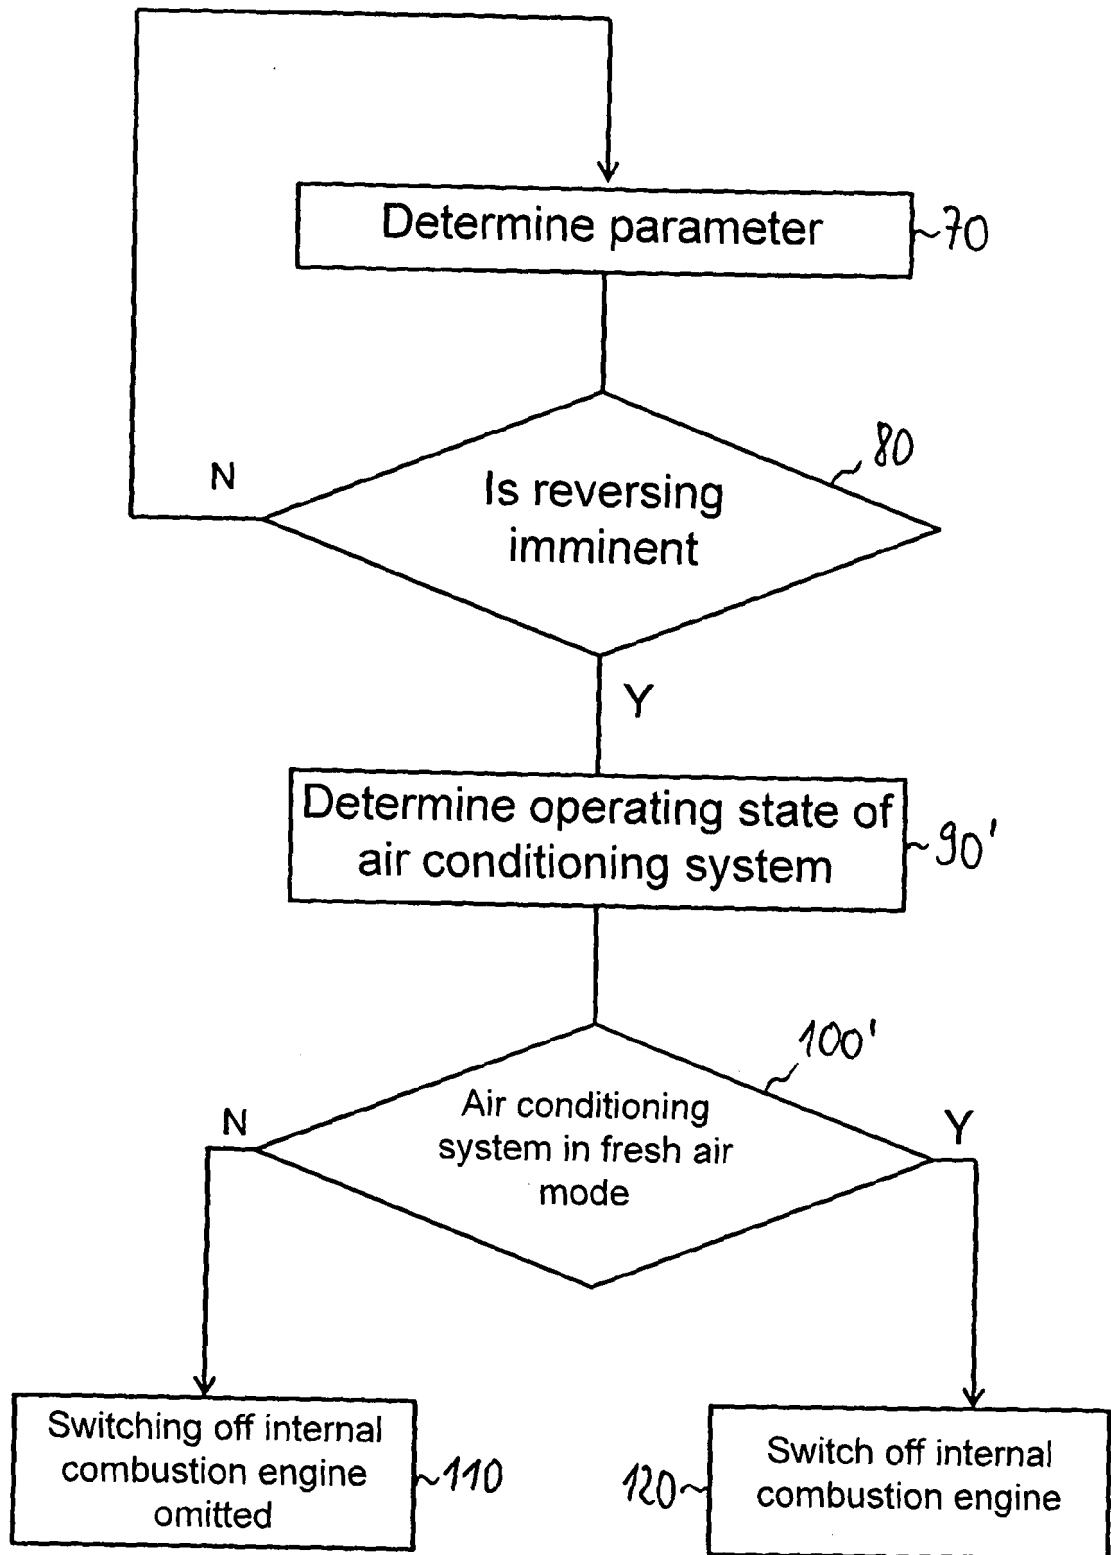 Determine parameter
70
80
N
Is reversing
imminent
Y
Determine operating state of
air conditioning system
90'
100'
N
Air conditioning
system in fresh air
mode
Y
Switching off internal
combustion engine
omitted
110
120
Switch off internal
combustion engine